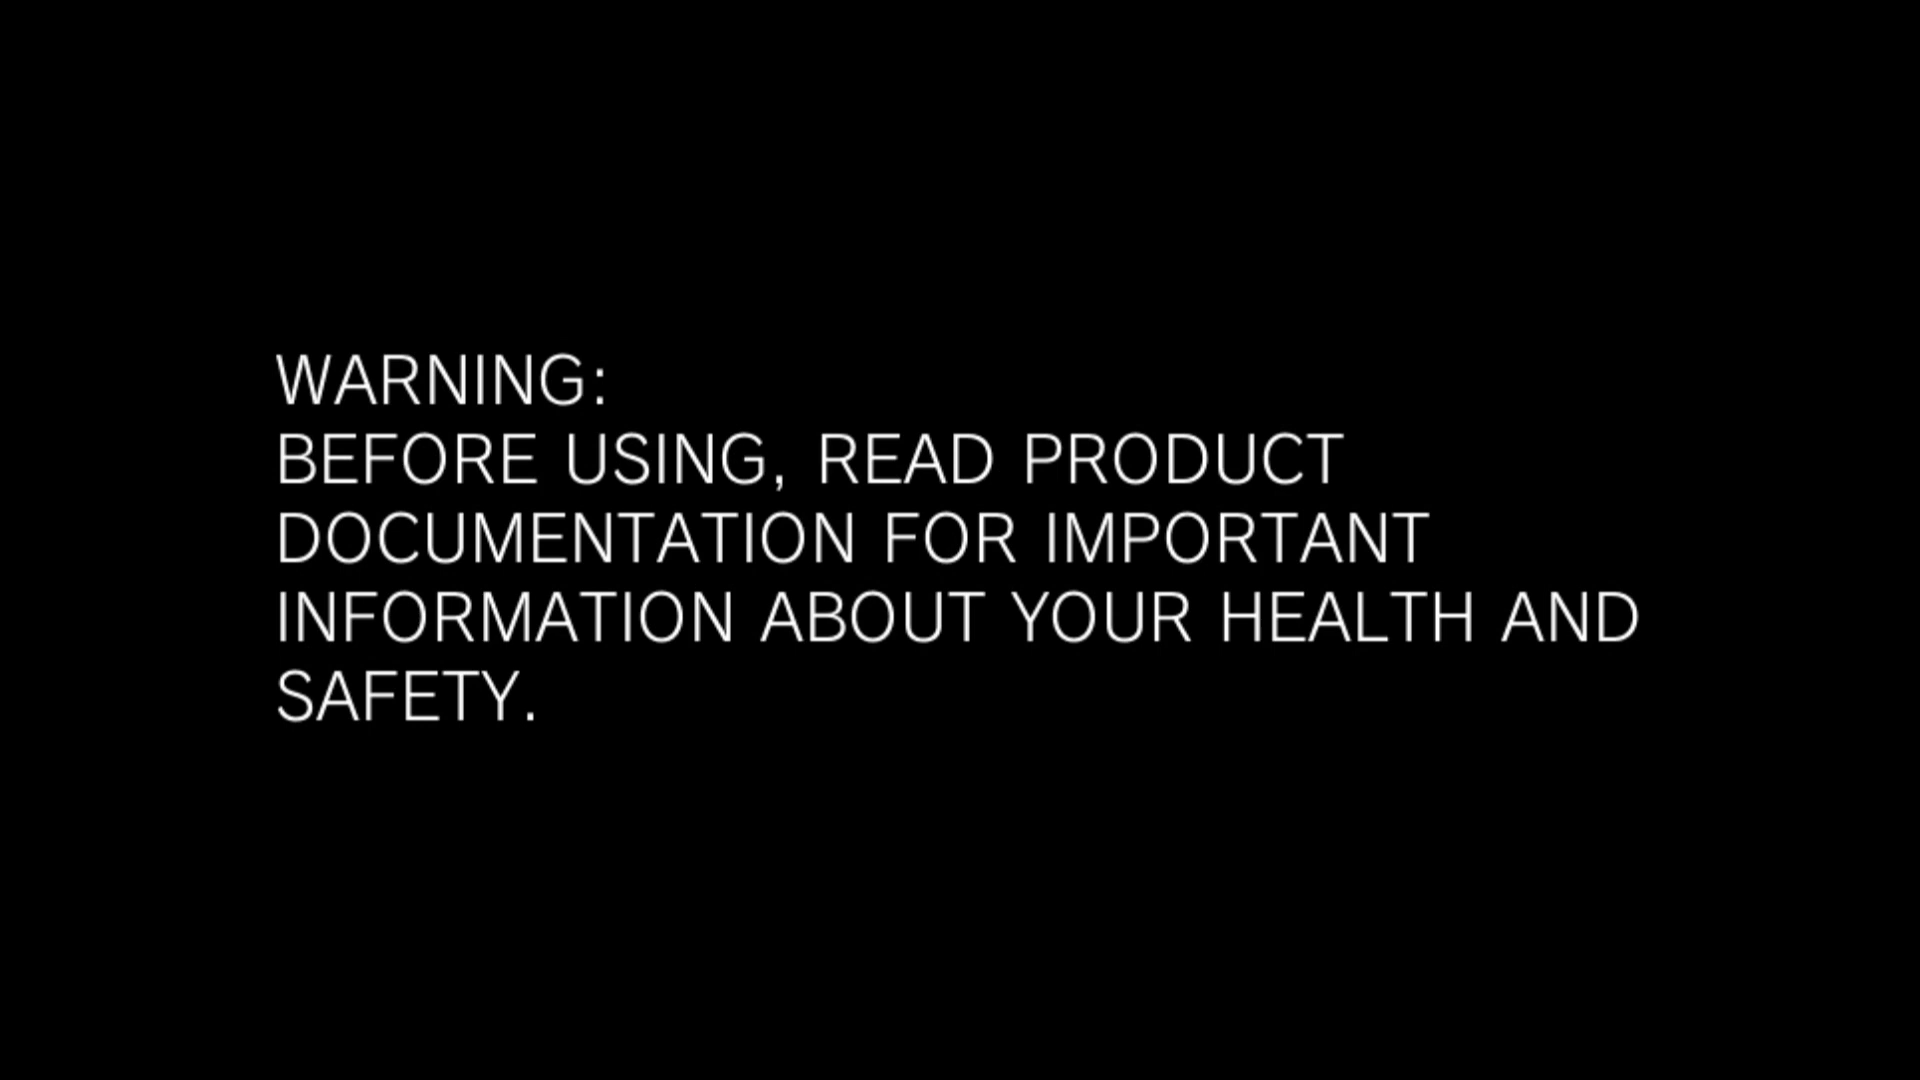 WARNING:
BEFORE USING, READ PRODUCT
DOCUMENTATION FOR IMPORTANT
INFORMATION ABOUT YOUR HEALTH AND
SAFETY.